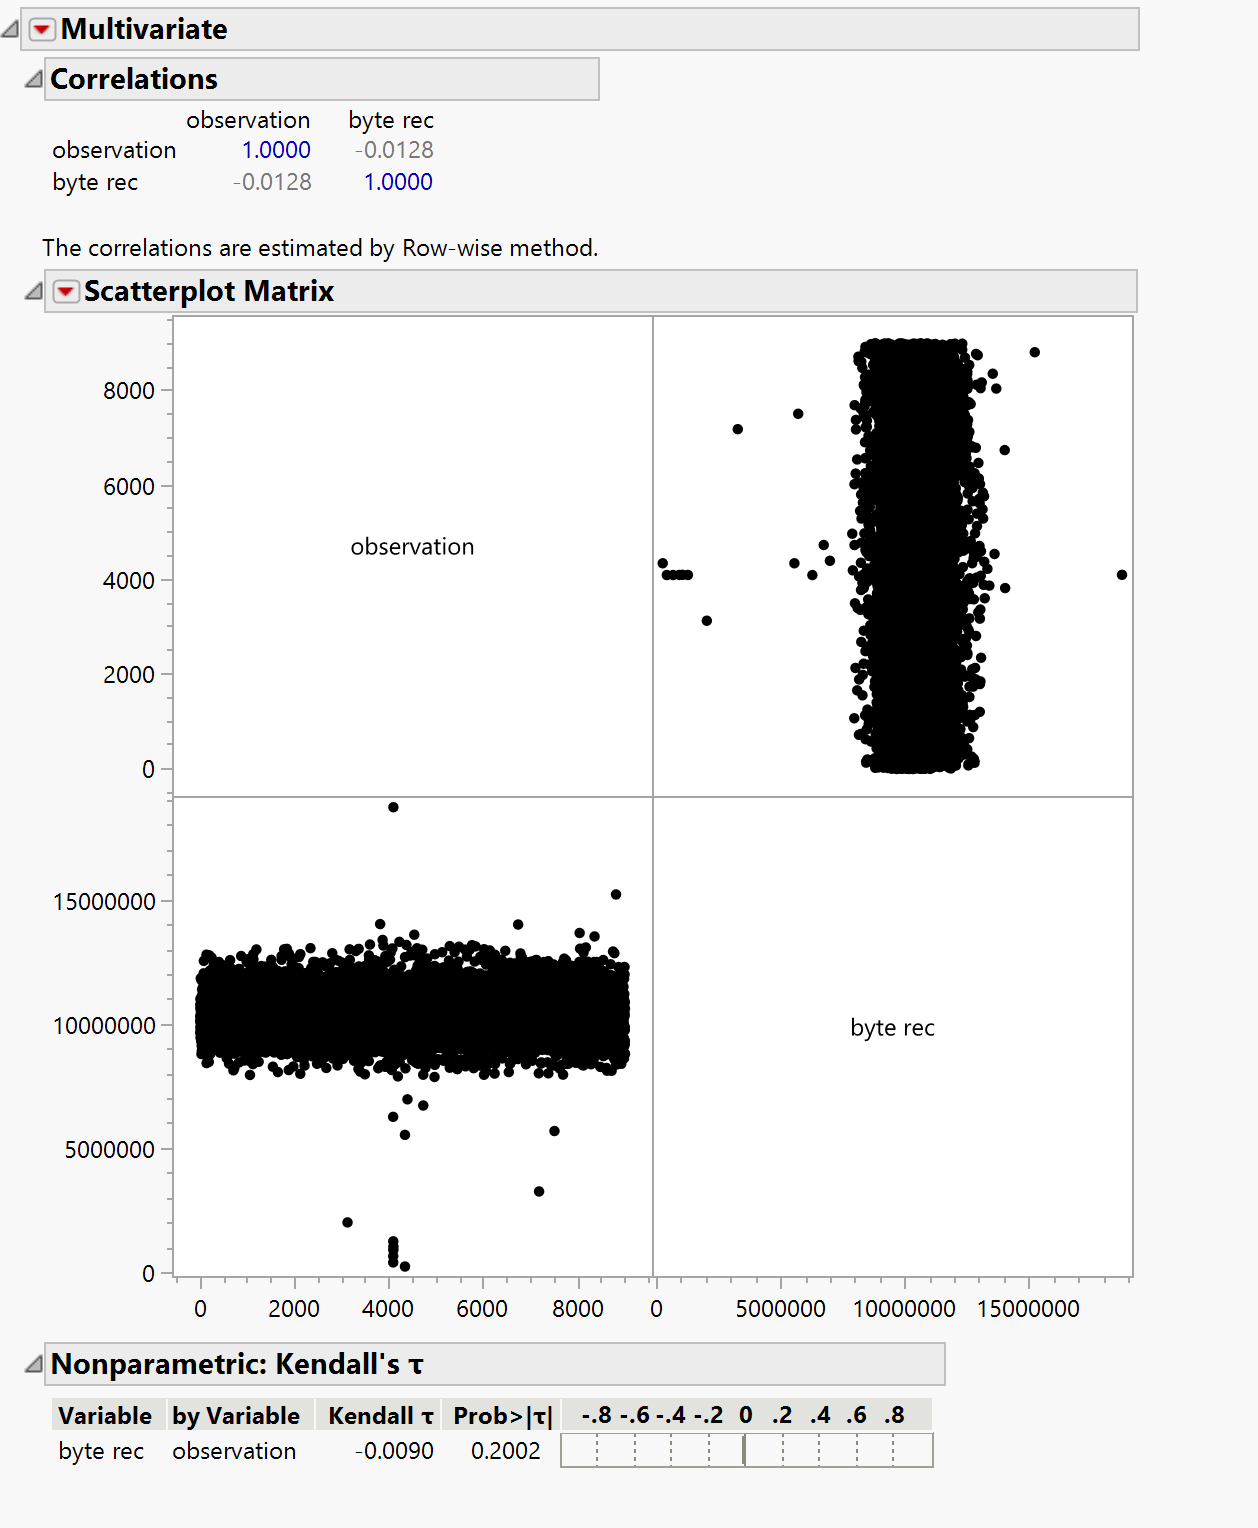 Multivariate
Correlations
observation byte rec
observation 1.0000 -0.0128
byte rec -0.0128 1.0000
The correlations are estimated by Row-wise method.
Scatterplot Matrix
8000
6000
observation
4000
2000
0
15000000
10000000
byte rec
5000000
0
0 2000 4000 6000 8000 0 5000000 10000000 15000000
Nonparametric: Kendall's τ
Variable by Variable Kendall τ Prob>|τ| -.8 -.6 -.4 -.2 0 .2 .4 .6 .8
byte rec observation -0.0090 0.2002